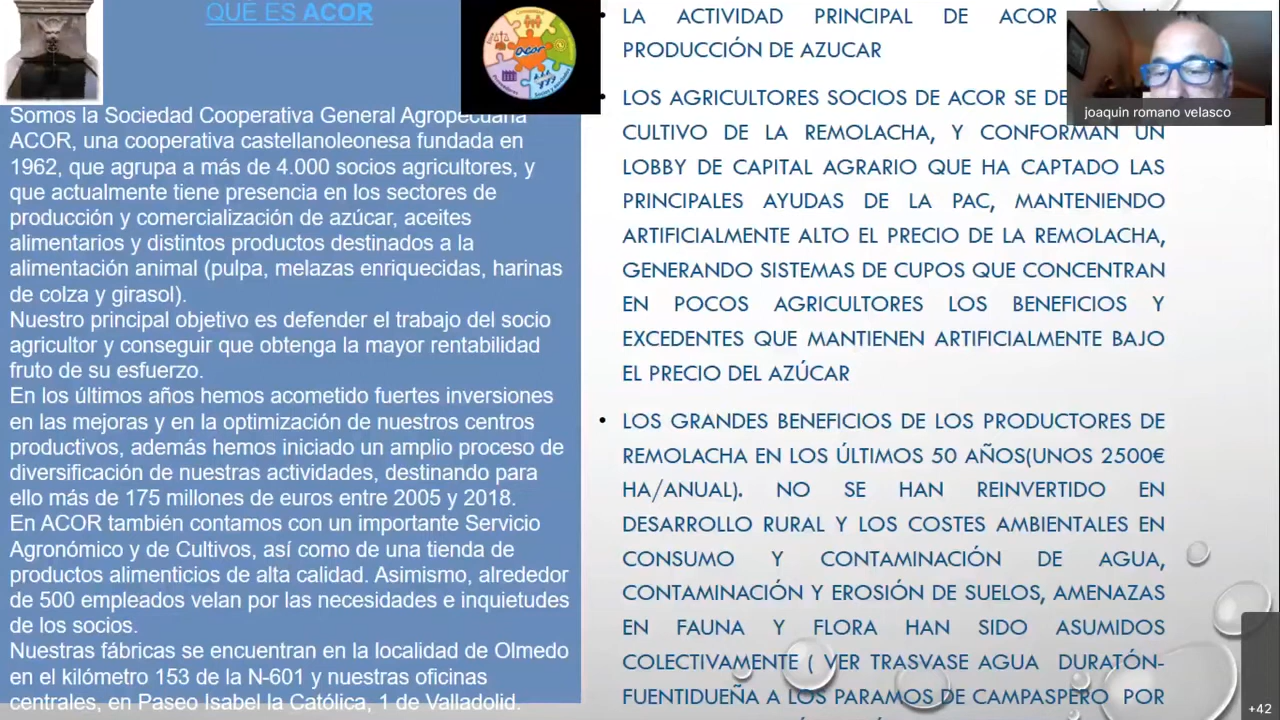 QUÉ ES ACOR
acor
Somos la Sociedad Cooperativa General Agropecuaria
ACOR, una cooperativa castellanoleonesa fundada en
1962, que agrupa a más de 4.000 socios agricultores, y
que actualmente tiene presencia en los sectores de
producción y comercialización de azúcar, aceites
alimentarios y distintos productos destinados a la
alimentación animal (pulpa, melazas enriquecidas, harinas
de colza y girasol).
Nuestro principal objetivo es defender el trabajo del socio
agricultor y conseguir que obtenga la mayor rentabilidad
fruto de su esfuerzo.
En los últimos años hemos acometido fuertes inversiones
en las mejoras y en la optimización de nuestros centros
productivos, además hemos iniciado un amplio proceso de
diversificación de nuestras actividades, destinando para
ello más de 175 millones de euros entre 2005 y 2018.
En ACOR también contamos con un importante Servicio
Agronómico y de Cultivos, así como de una tienda de
productos alimenticios de alta calidad. Asimismo, alrededor
de 500 empleados velan por las necesidades e inquietudes
de los socios.
Nuestras fábricas se encuentran en la localidad de Olmedo
en el kilómetro 153 de la N-601 y nuestras oficinas
centrales, en Paseo Isabel la Católica, 1 de Valladolid.
• LA ACTIVIDAD PRINCIPAL DE ACOR
PRODUCCIÓN DE AZUCAR
• LOS AGRICULTORES SOCIOS DE ACOR SE DE
CULTIVO DE LA REMOLACHA, Y CONFORMAN UN
LOBBY DE CAPITAL AGRARIO QUE HA CAPTADO LAS
PRINCIPALES AYUDAS DE LA PAC, MANTENIENDO
ARTIFICIALMENTE ALTO EL PRECIO DE LA REMOLACHA,
GENERANDO SISTEMAS DE CUPOS QUE CONCENTRAN
EN POCOS AGRICULTORES LOS BENEFICIOS Y
EXCEDENTES QUE MANTIENEN ARTIFICIALMENTE BAJO
EL PRECIO DEL AZÚCAR
• LOS GRANDES BENEFICIOS DE LOS PRODUCTORES DE
REMOLACHA EN LOS ÚLTIMOS 50 AÑOS(UNOS 2500€
HA/ANUAL). NO SE HAN REINVERTIDO EN
DESARROLLO RURAL Y LOS COSTES AMBIENTALES EN
CONSUMO Y CONTAMINACIÓN DE AGUA,
CONTAMINACIÓN Y EROSIÓN DE SUELOS, AMENAZAS
EN FAUNA Y FLORA HAN SIDO ASUMIDOS
COLECTIVAMENTE ( VER TRASVASE AGUA DURATÓN-
FUENTIDUEÑA A LOS PARAMOS DE CAMPASPERO POR
joaquin romano velasco
+42